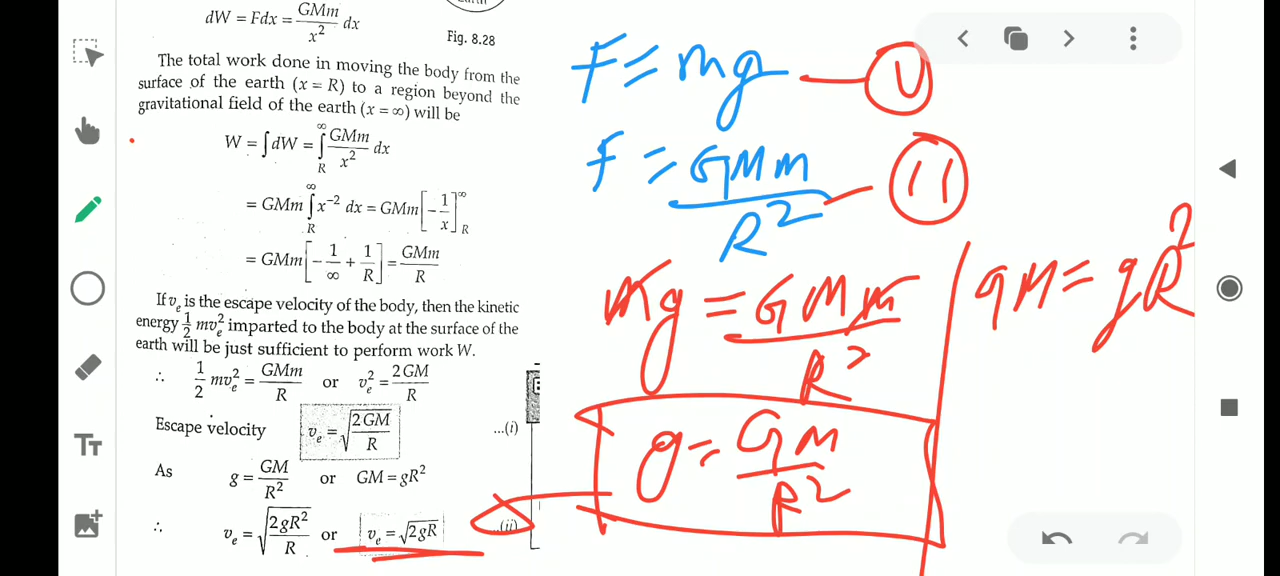 dW = Fdx = GMm/x² dx
Earth
Fig. 8.28
The total work done in moving the body from the
surface of the earth (x = R) to a region beyond the
gravitational field of the earth (x = ∞) will be
W = ∫dW = ∫_R^∞ GMm/x² dx
= GMm ∫_R^∞ x⁻² dx = GMm[-1/x]_R^∞
= GMm[-1/∞ + 1/R] = GMm/R
If vₑ is the escape velocity of the body, then the kinetic
energy 1/2 mvₑ² imparted to the body at the surface of the
earth will be just sufficient to perform work W.
∴ 1/2 mvₑ² = GMm/R or vₑ² = 2GM/R
Escape velocity vₑ = √(2GM/R) ...(i)
As g = GM/R² or GM = gR²
∴ vₑ = √(2gR²/R) or vₑ = √2gR ...(ii)
F = mg — (I)
F = GMm/R² — (II)
mg = GMm/R²
g = GM/R²
GM = gR²
Tт